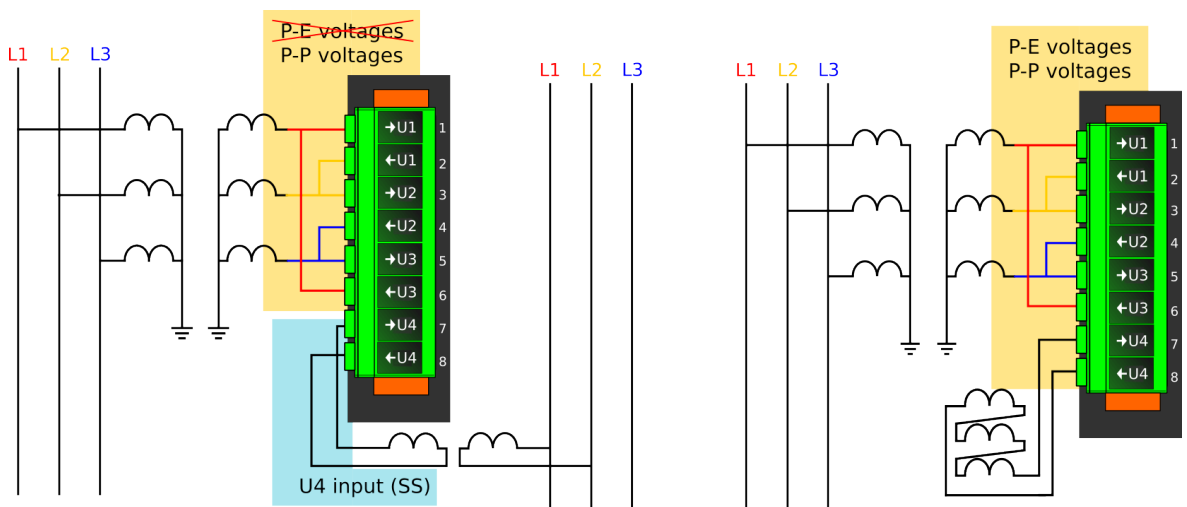 P-E voltages
P-P voltages
L1 L2 L3
→U1 1
←U1 2
→U2 3
←U2 4
→U3 5
←U3 6
→U4 7
←U4 8
U4 input (SS)
L1 L2 L3
L1 L2 L3
P-E voltages
P-P voltages
→U1 1
←U1 2
→U2 3
←U2 4
→U3 5
←U3 6
→U4 7
←U4 8